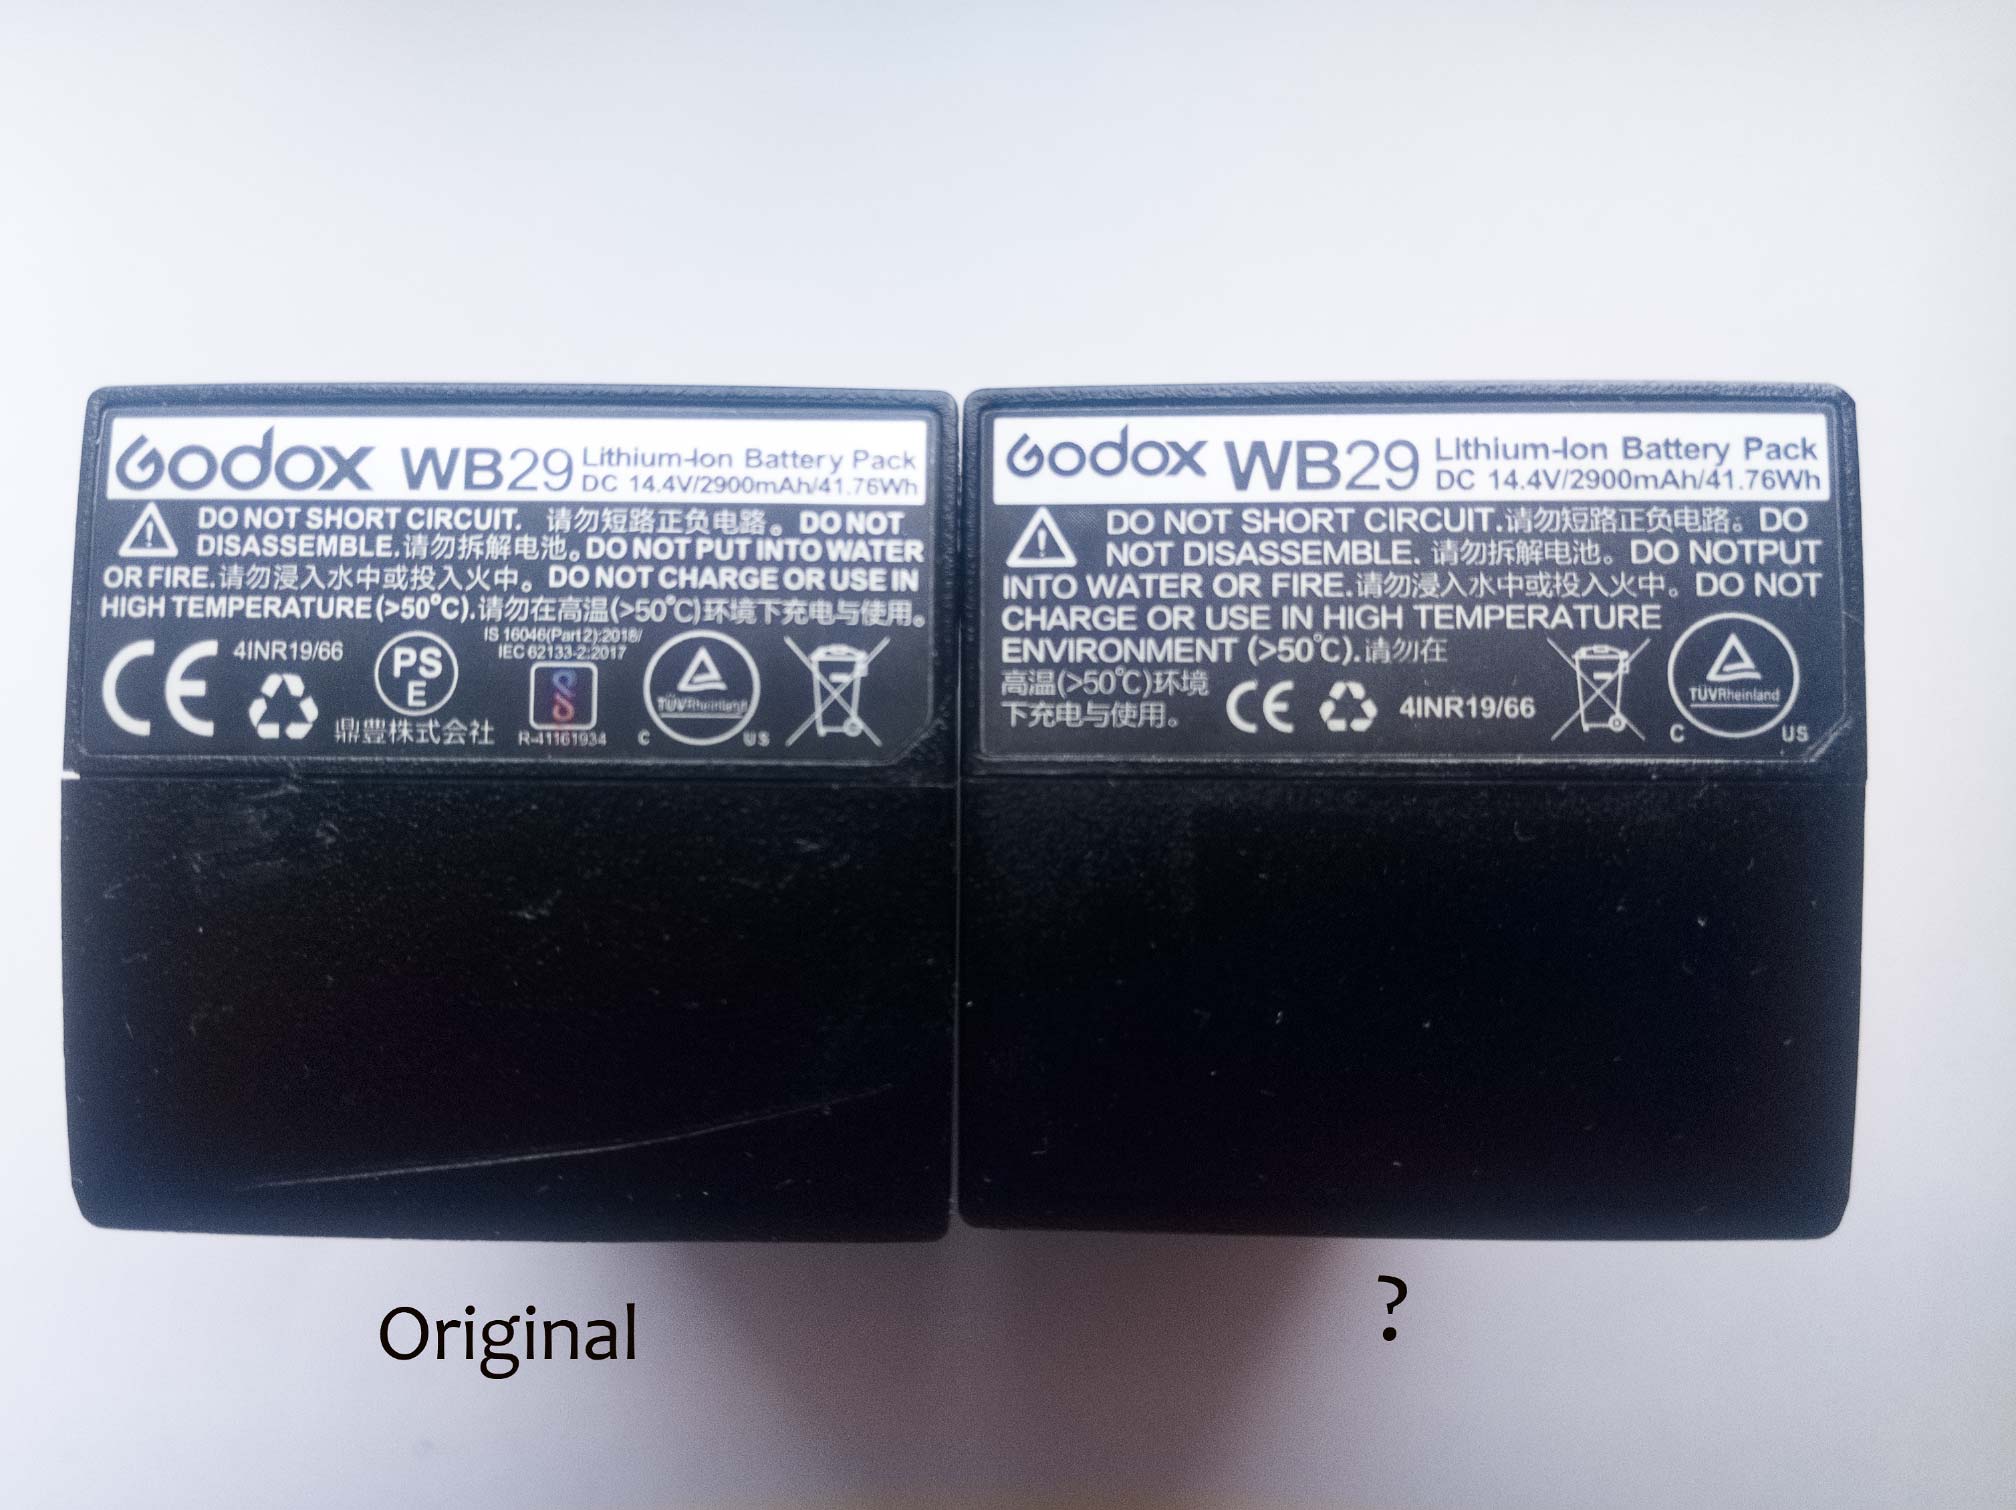 Godox WB29 Lithium-Ion Battery Pack
DC 14.4V/2900mAh/41.76Wh
DO NOT SHORT CIRCUIT. 请勿短路正负电路。 DO NOT
DISASSEMBLE.请勿拆解电池。DO NOT PUT INTO WATER
OR FIRE.请勿浸入水中或投入火中。 DO NOT CHARGE OR USE IN
HIGH TEMPERATURE(>50°C).请勿在高温(>50℃)环境下充电与使用。
CE 4INR19/66
PS
E
鼎豊株式会社
IS 16046(Part 2):2018/
IEC 62133-2:2017
R-41161934
TÜVRheinland
C US
Godox WB29 Lithium-Ion Battery Pack
DC 14.4V/2900mAh/41.76Wh
DO NOT SHORT CIRCUIT.请勿短路正负电路。 DO
NOT DISASSEMBLE. 请勿拆解电池。 DO NOTPUT
INTO WATER OR FIRE.请勿浸入水中或投入火中。 DO NOT
CHARGE OR USE IN HIGH TEMPERATURE
ENVIRONMENT (>50℃).请勿在
高温(>50℃)环境
下充电与使用。
CE 4INR19/66
TÜVRheinland
C US
Original
?